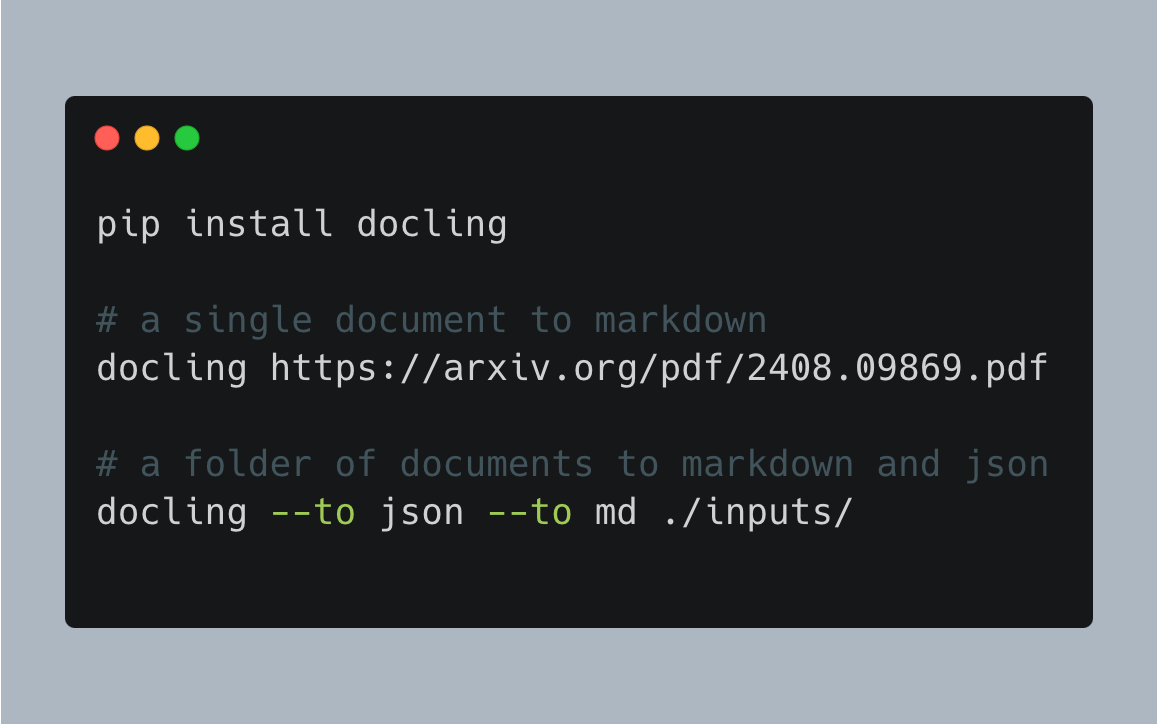 pip install docling
# a single document to markdown
docling https://arxiv.org/pdf/2408.09869.pdf
# a folder of documents to markdown and json
docling --to json --to md ./inputs/